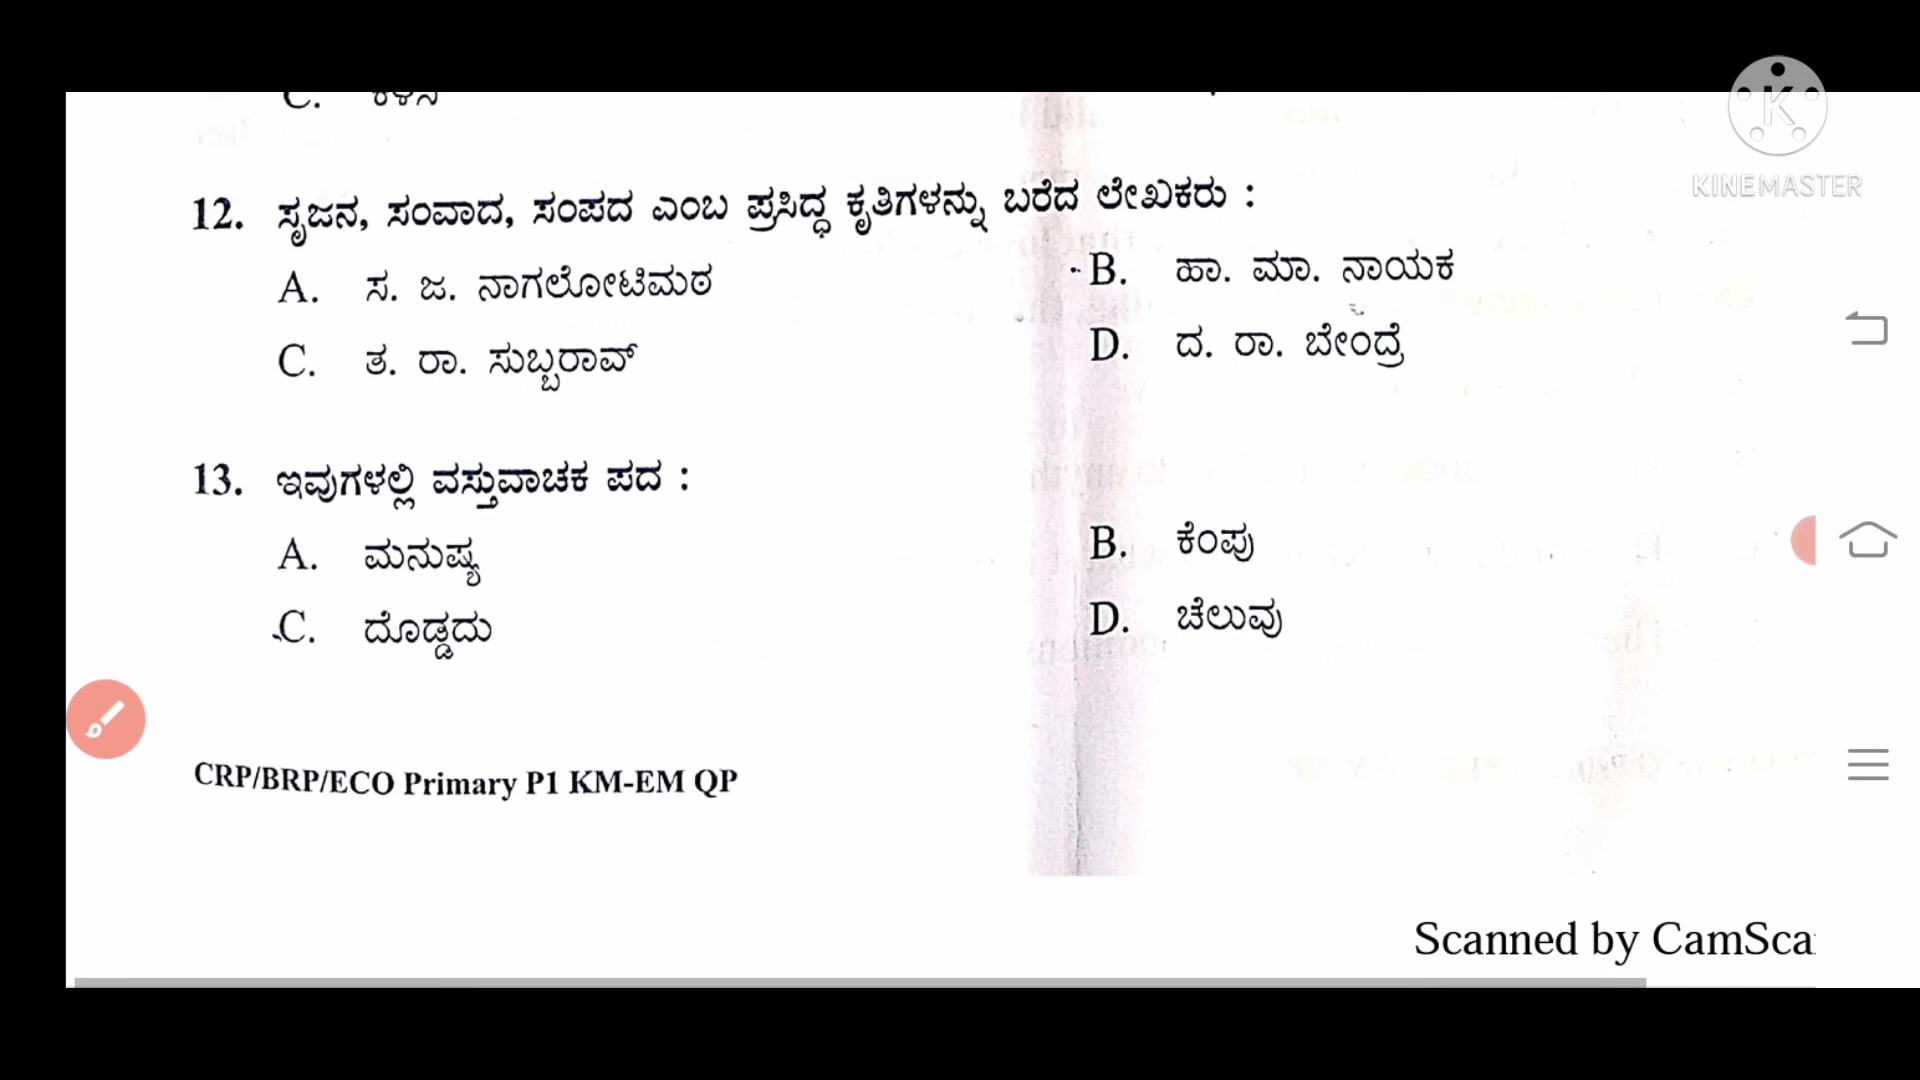 KINEMASTER
12. ಸೃಜನ, ಸಂವಾದ, ಸಂಪದ ಎಂಬ ಪ್ರಸಿದ್ಧ ಕೃತಿಗಳನ್ನು ಬರೆದ ಲೇಖಕರು :
A. ಸ. ಜ. ನಾಗಲೋಟಿಮಠ B. ಹಾ. ಮಾ. ನಾಯಕ
C. ತ. ರಾ. ಸುಬ್ಬರಾವ್ D. ದ. ರಾ. ಬೇಂದ್ರೆ
13. ಇವುಗಳಲ್ಲಿ ವಸ್ತುವಾಚಕ ಪದ :
A. ಮನುಷ್ಯ B. ಕೆಂಪು
C. ದೊಡ್ಡದು D. ಚೆಲುವು
CRP/BRP/ECO Primary P1 KM-EM QP
Scanned by CamSca